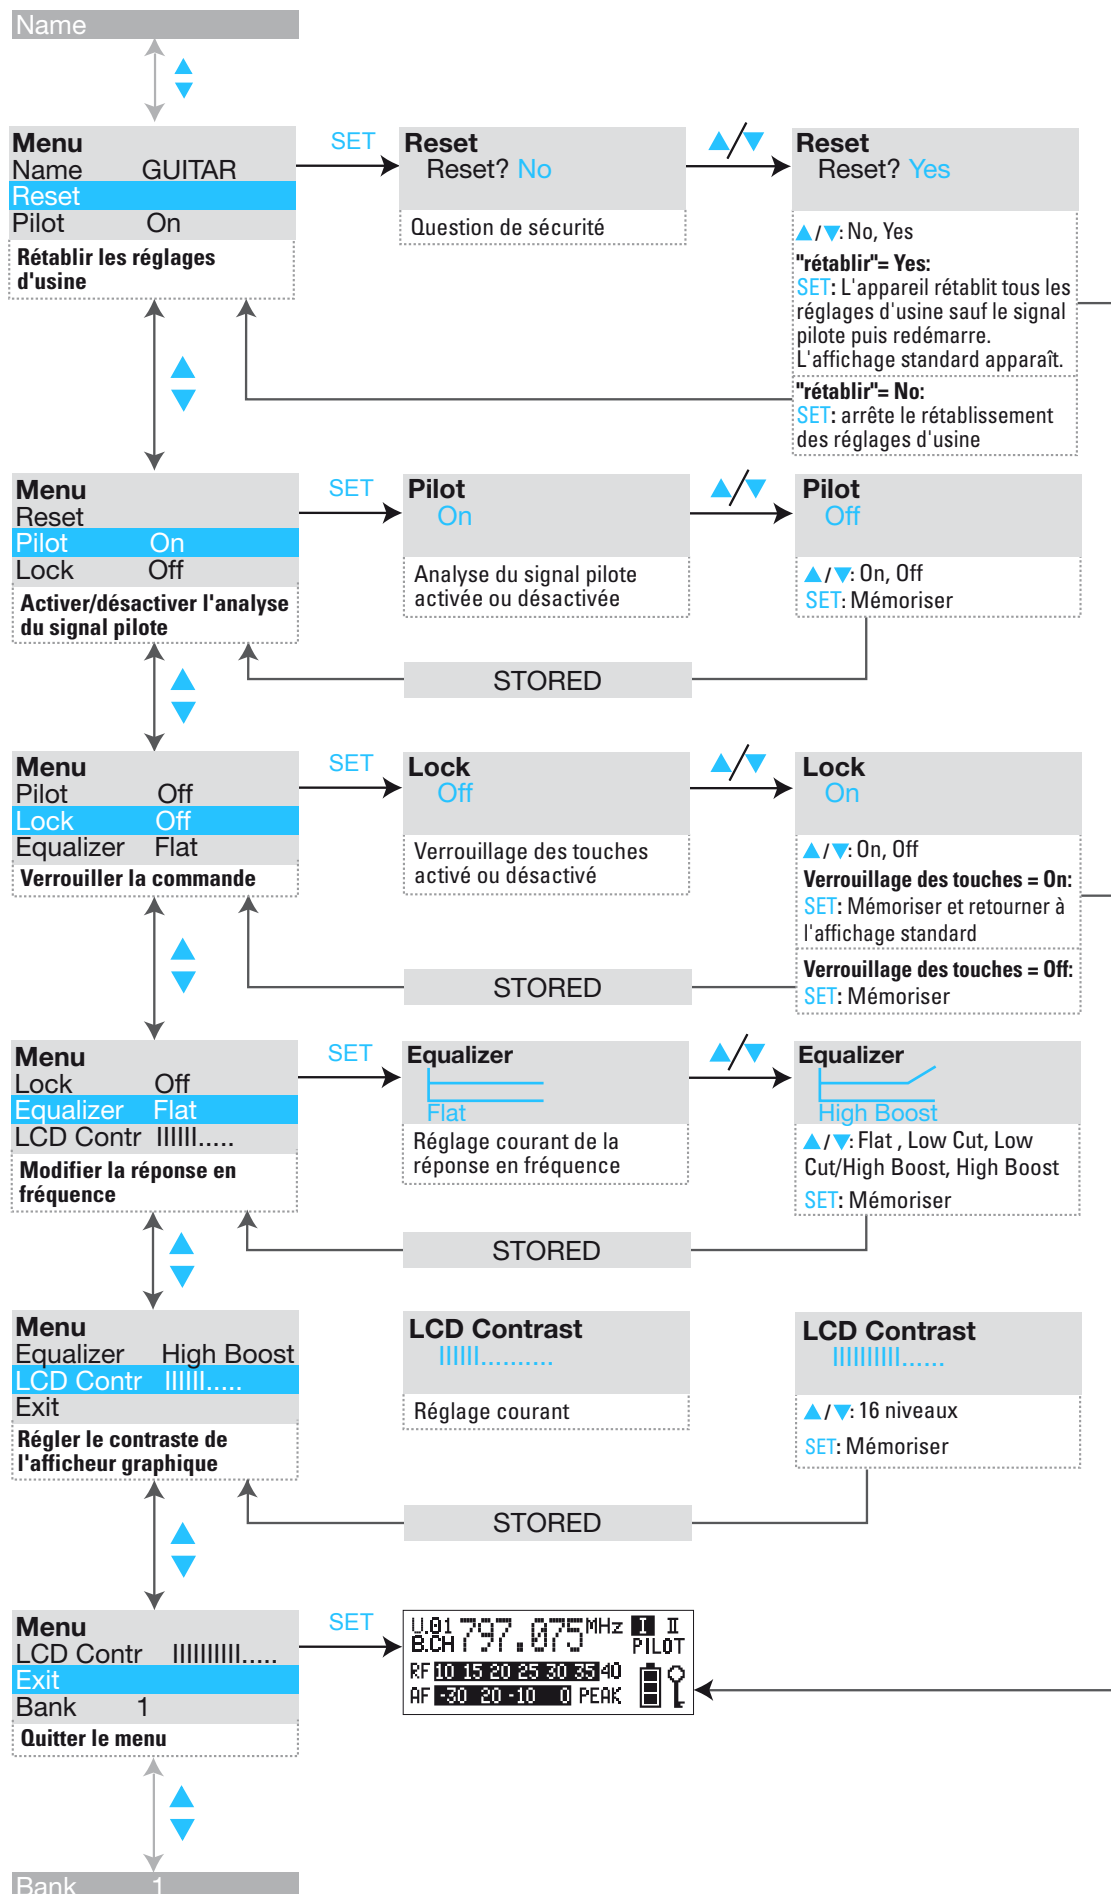 Name
Menu
Name GUITAR
Reset
Pilot On
Rétablir les réglages
d'usine
SET
Reset
Reset? No
Question de sécurité
/
Reset
Reset? Yes
▲/▼: No, Yes
"rétablir"= Yes:
SET: L'appareil rétablit tous les
réglages d'usine sauf le signal
pilote puis redémarre.
L'affichage standard apparaît.
"rétablir"= No:
SET: arrête le rétablissement
des réglages d'usine
Menu
Reset
Pilot On
Lock Off
Activer/désactiver l'analyse
du signal pilote
SET
Pilot
On
Analyse du signal pilote
activée ou désactivée
/
Pilot
Off
▲/▼: On, Off
SET: Mémoriser
STORED
Menu
Pilot Off
Lock Off
Equalizer Flat
Verrouiller la commande
SET
Lock
Off
Verrouillage des touches
activé ou désactivé
/
Lock
On
▲/▼: On, Off
Verrouillage des touches = On:
SET: Mémoriser et retourner à
l'affichage standard
Verrouillage des touches = Off:
SET: Mémoriser
STORED
Menu
Lock Off
Equalizer Flat
LCD Contr IIIIII.....
Modifier la réponse en
fréquence
SET
Equalizer
Flat
Réglage courant de la
réponse en fréquence
/
Equalizer
High Boost
▲/▼: Flat , Low Cut, Low
Cut/High Boost, High Boost
SET: Mémoriser
STORED
Menu
Equalizer High Boost
LCD Contr IIIIII.....
Exit
Régler le contraste de
l'afficheur graphique
LCD Contrast
IIIIII..........
Réglage courant
LCD Contrast
IIIIIIIIII......
▲/▼: 16 niveaux
SET: Mémoriser
STORED
Menu
LCD Contr IIIIIIIIII.....
Exit
Bank 1
Quitter le menu
SET
U.01 797.075 MHz I II
B.CH PILOT
RF 10 15 20 25 30 35 40
AF -30 20 -10 0 PEAK
Bank 1